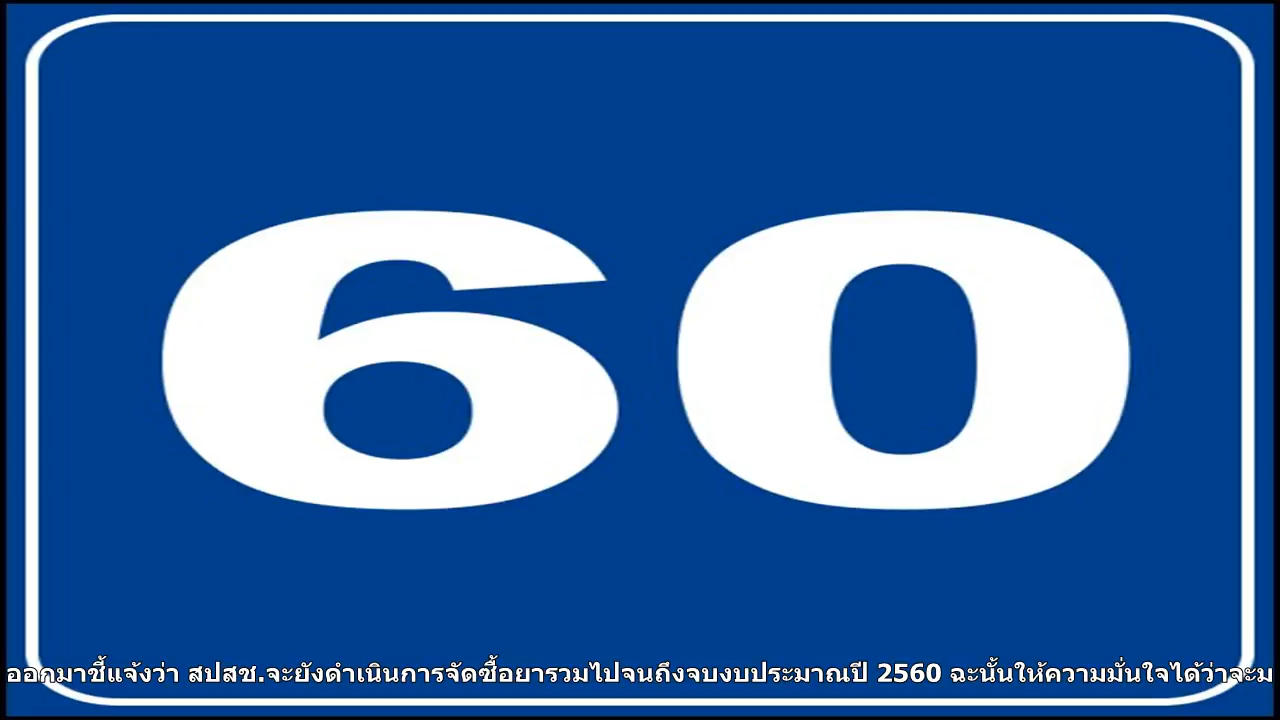 60
ออกมาชี้แจ้งว่า สปสช.จะยังดำเนินการจัดซื้อยารวมไปจนถึงจบงบประมาณปี 2560 ฉะนั้นให้ความมั่นใจได้ว่าจะม